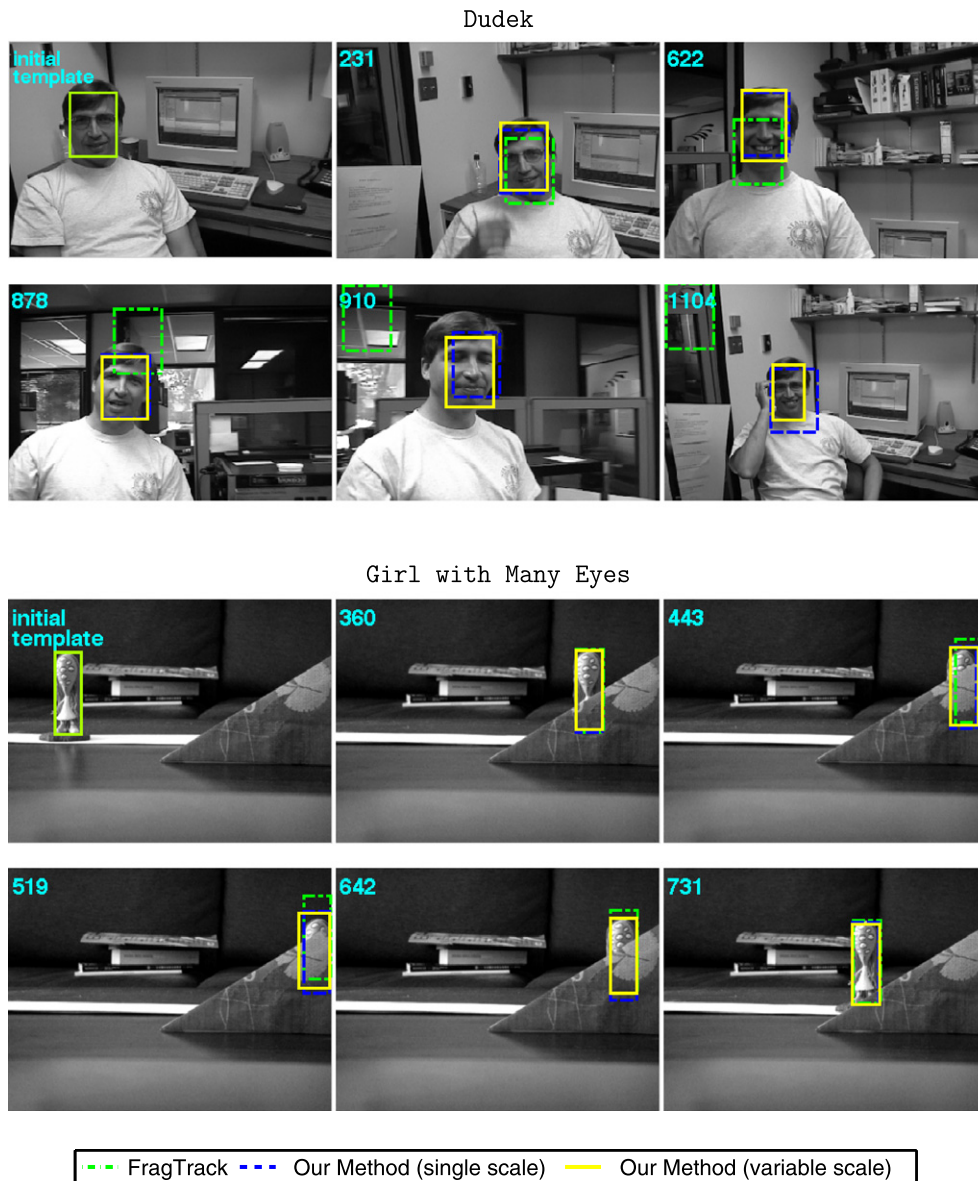 Dudek
initial
template
231
622
878
910
1104
Girl with Many Eyes
initial
template
360
443
519
642
731
FragTrack Our Method (single scale) Our Method (variable scale)